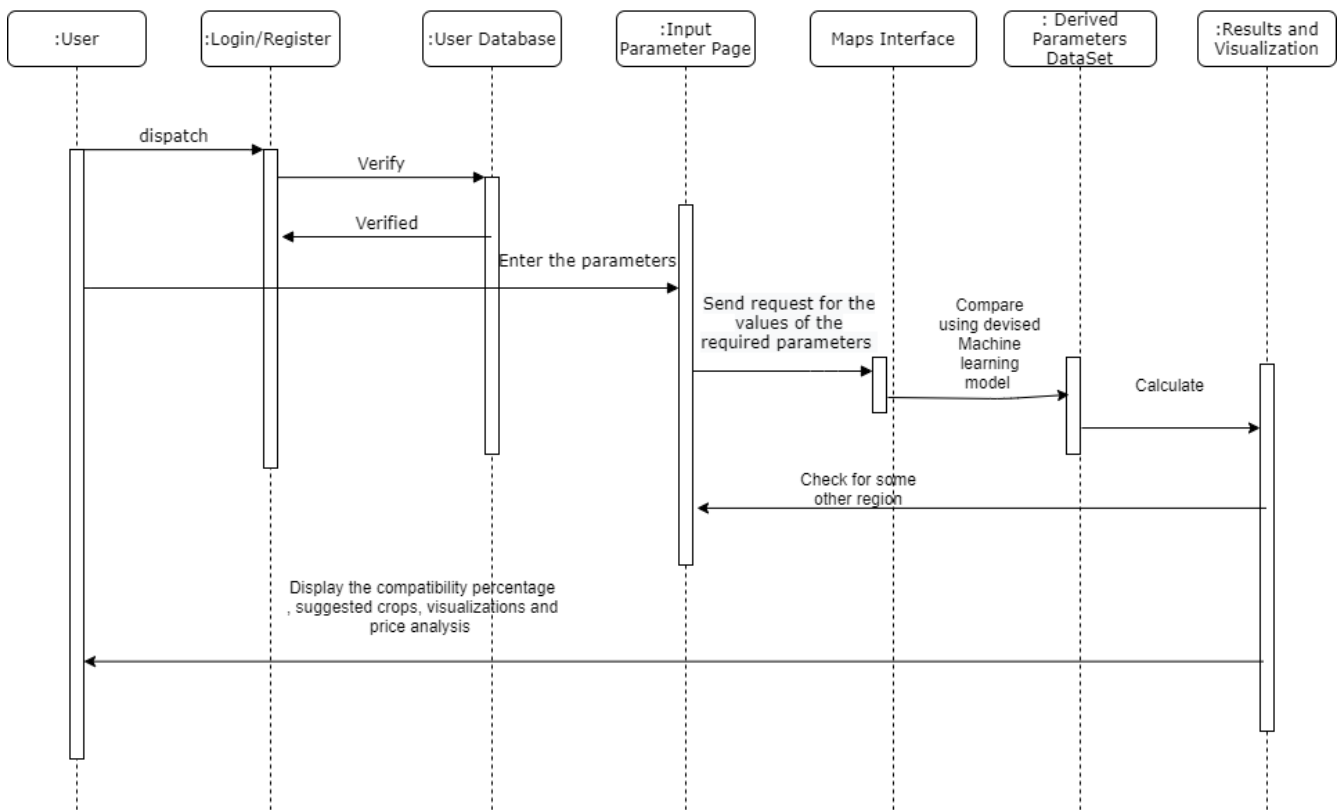 :User
:Login/Register
:User Database
:Input
Parameter Page
Maps Interface
: Derived
Parameters
DataSet
:Results and
Visualization
dispatch
Verify
Verified
Enter the parameters
Send request for the
values of the
required parameters
Compare
using devised
Machine
learning
model
Calculate
Check for some
other region
Display the compatibility percentage
, suggested crops, visualizations and
price analysis